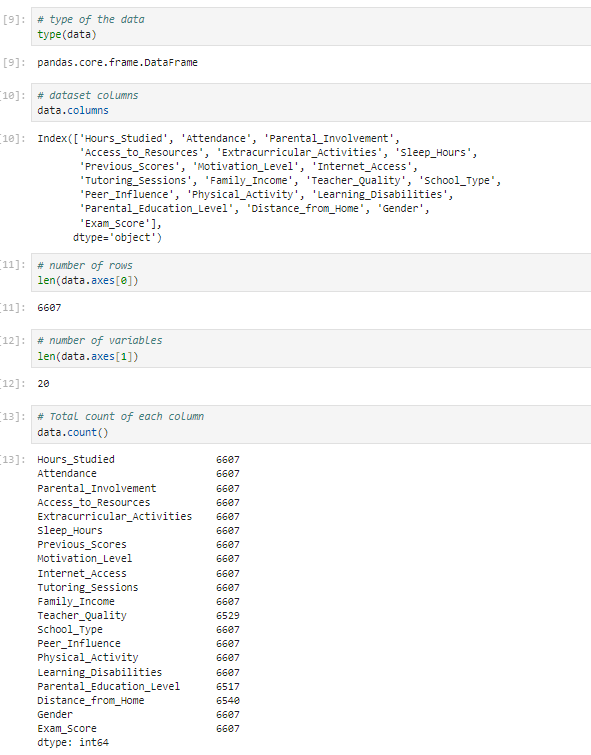 [9]: # type of the data
type(data)
[9]: pandas.core.frame.DataFrame
[10]: # dataset columns
data.columns
[10]: Index(['Hours_Studied', 'Attendance', 'Parental_Involvement',
'Access_to_Resources', 'Extracurricular_Activities', 'Sleep_Hours',
'Previous_Scores', 'Motivation_Level', 'Internet_Access',
'Tutoring_Sessions', 'Family_Income', 'Teacher_Quality', 'School_Type',
'Peer_Influence', 'Physical_Activity', 'Learning_Disabilities',
'Parental_Education_Level', 'Distance_from_Home', 'Gender',
'Exam_Score'],
dtype='object')
[11]: # number of rows
len(data.axes[0])
[11]: 6607
[12]: # number of variables
len(data.axes[1])
[12]: 20
[13]: # Total count of each column
data.count()
[13]: Hours_Studied 6607
Attendance 6607
Parental_Involvement 6607
Access_to_Resources 6607
Extracurricular_Activities 6607
Sleep_Hours 6607
Previous_Scores 6607
Motivation_Level 6607
Internet_Access 6607
Tutoring_Sessions 6607
Family_Income 6607
Teacher_Quality 6529
School_Type 6607
Peer_Influence 6607
Physical_Activity 6607
Learning_Disabilities 6607
Parental_Education_Level 6517
Distance_from_Home 6540
Gender 6607
Exam_Score 6607
dtype: int64